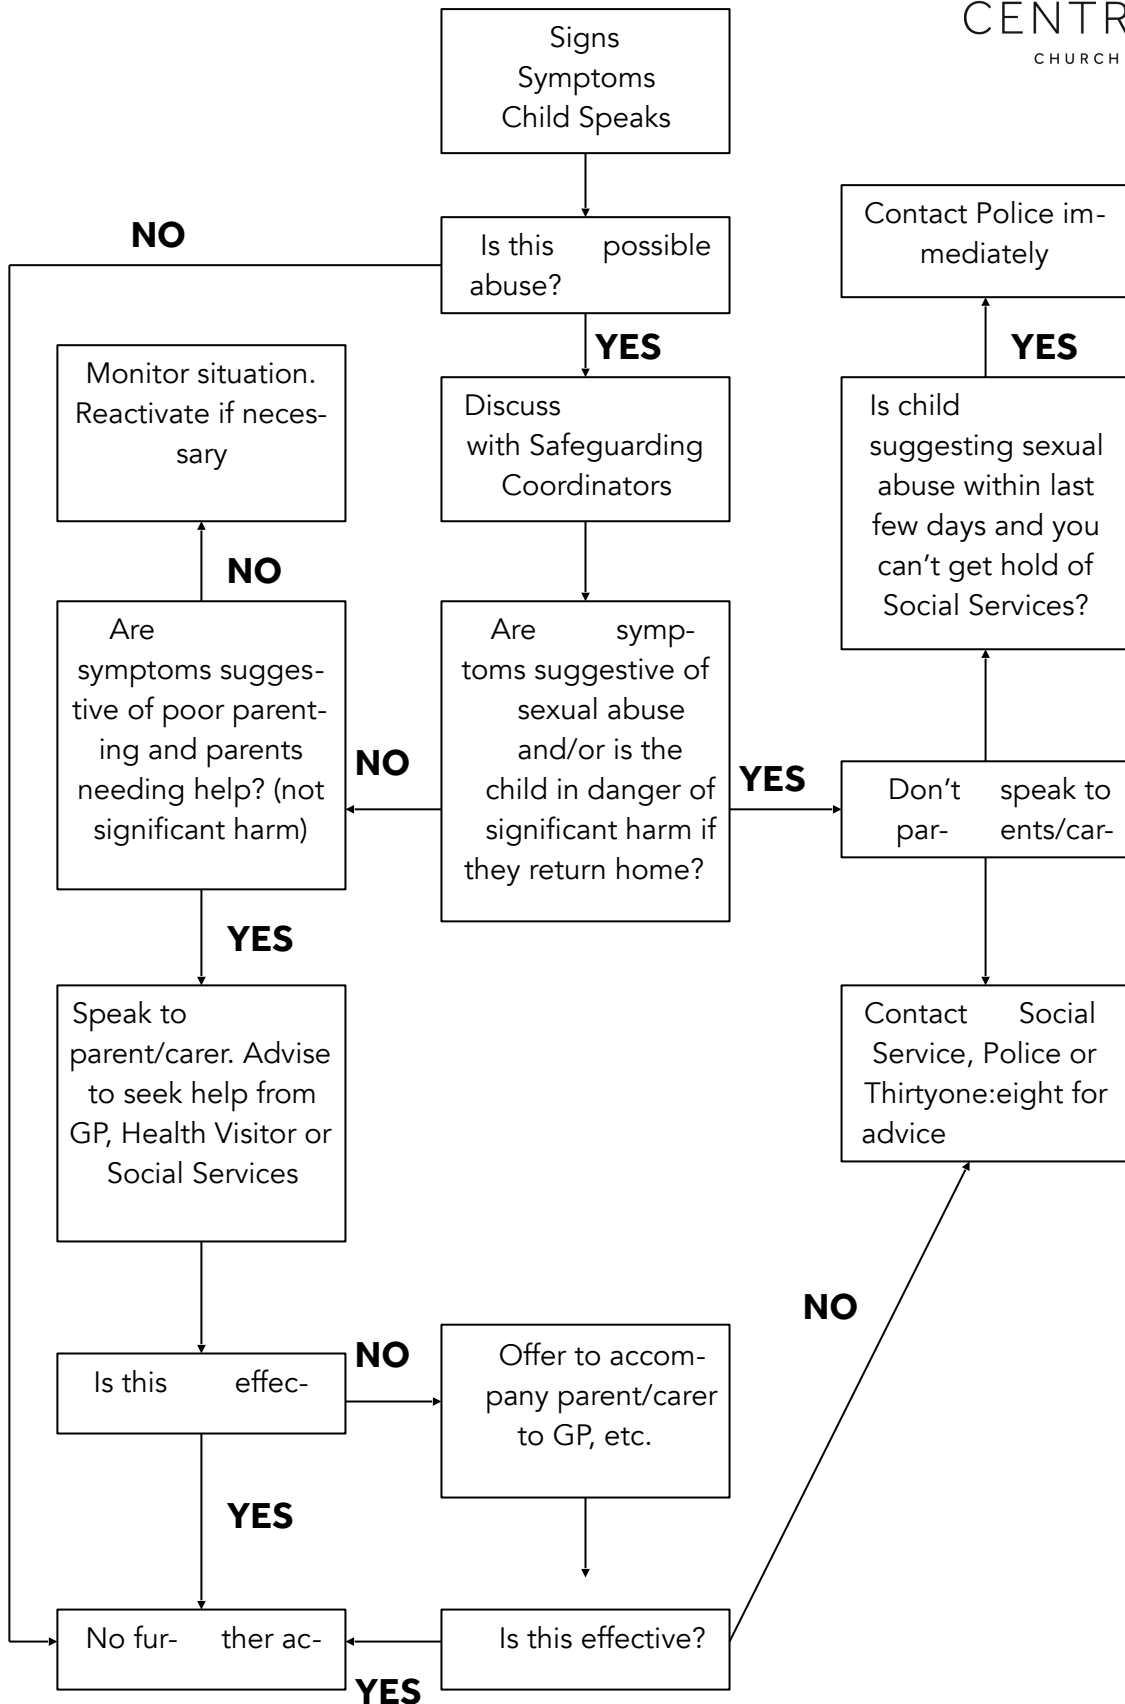 CENTR
CHURCH
Signs
Symptoms
Child Speaks
NO
Is this possible
abuse?
Contact Police im-
mediately
YES
YES
Monitor situation.
Reactivate if neces-
sary
Discuss
with Safeguarding
Coordinators
Is child
suggesting sexual
abuse within last
few days and you
can't get hold of
Social Services?
NO
Are
symptoms sugges-
tive of poor parent-
ing and parents
needing help? (not
significant harm)
NO
Are symp-
toms suggestive of
sexual abuse
and/or is the
child in danger of
significant harm if
they return home?
YES
Don't speak to
par- ents/car-
YES
Speak to
parent/carer. Advise
to seek help from
GP, Health Visitor or
Social Services
Contact Social
Service, Police or
Thirtyone:eight for
advice
NO
Is this effec-
NO
Offer to accom-
pany parent/carer
to GP, etc.
YES
No fur- ther ac-
YES
Is this effective?